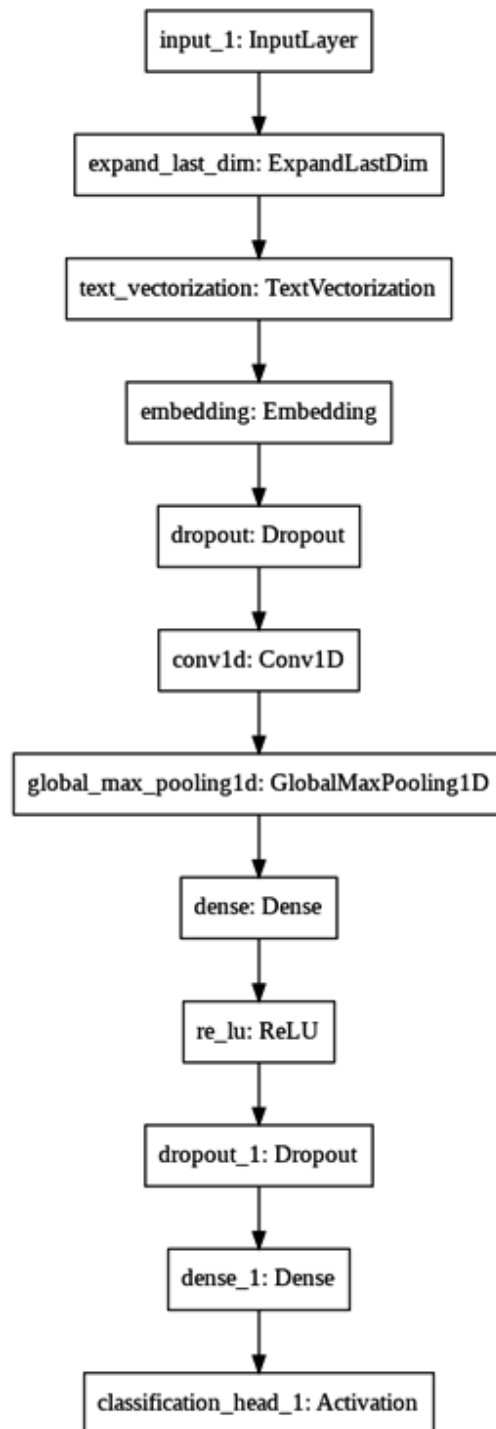 input_1: InputLayer
expand_last_dim: ExpandLastDim
text_vectorization: TextVectorization
embedding: Embedding
dropout: Dropout
conv1d: Conv1D
global_max_pooling1d: GlobalMaxPooling1D
dense: Dense
re_lu: ReLU
dropout_1: Dropout
dense_1: Dense
classification_head_1: Activation